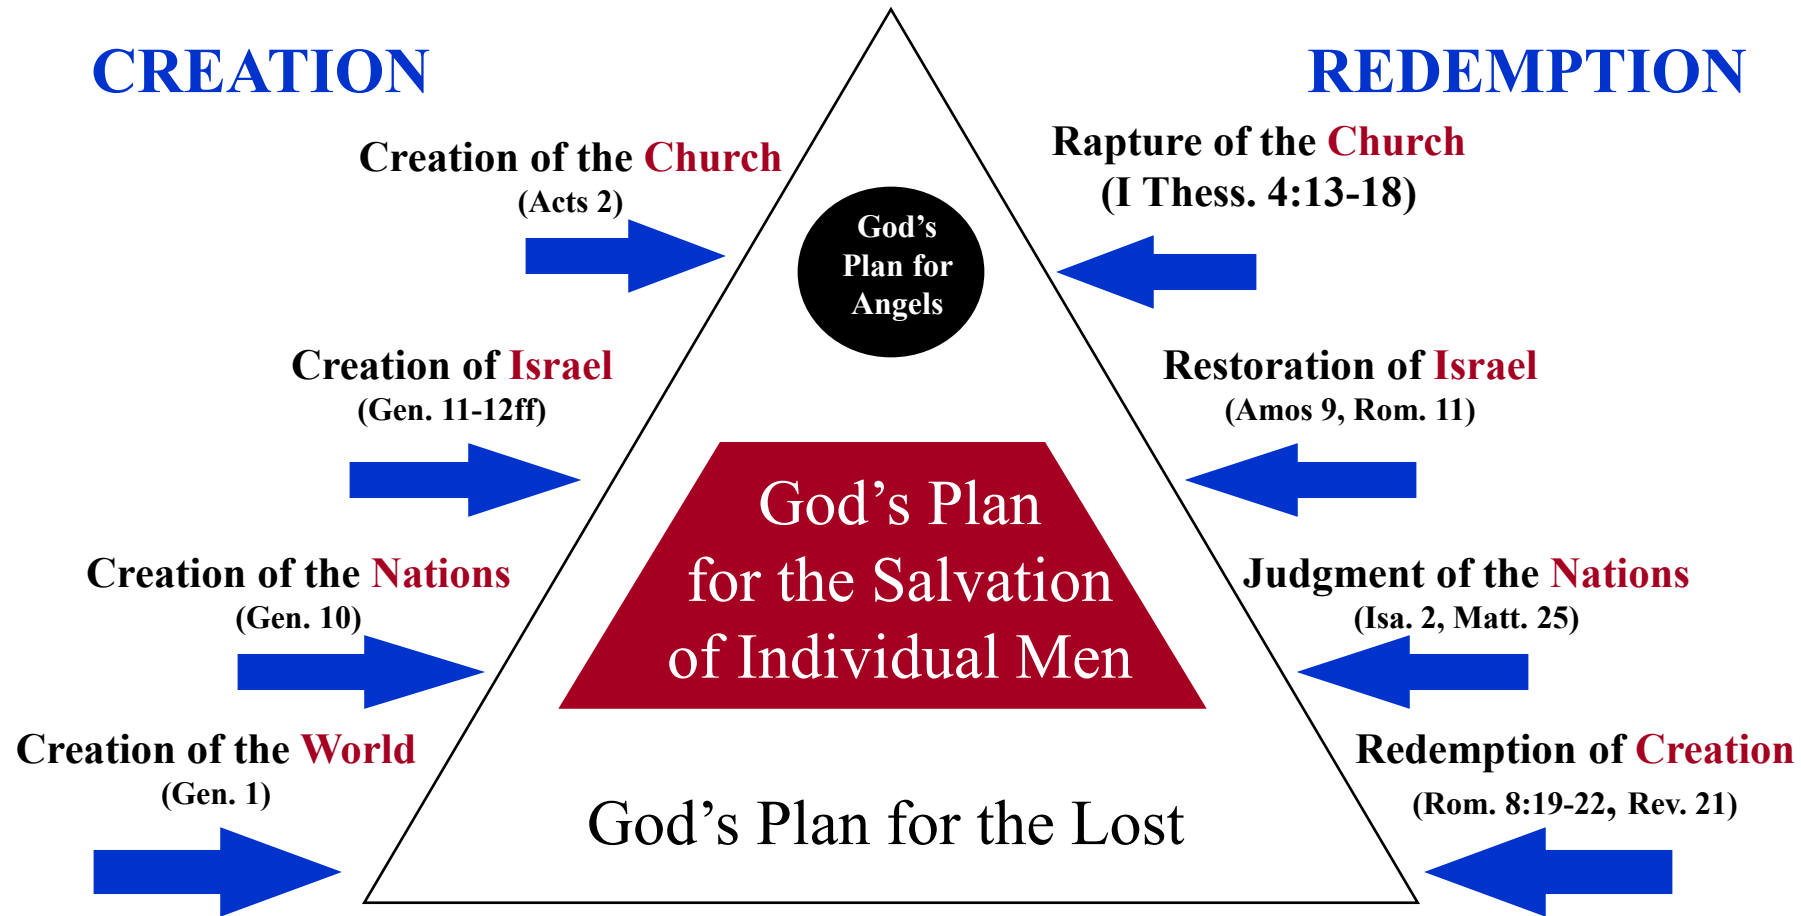 CREATION
REDEMPTION
Creation of the Church
(Acts 2)
Rapture of the Church
(I Thess. 4:13-18)
God’s
Plan for
Angels
Creation of Israel
(Gen. 11-12ff)
Restoration of Israel
(Amos 9, Rom. 11)
God’s Plan
for the Salvation
of Individual Men
Creation of the Nations
(Gen. 10)
Judgment of the Nations
(Isa. 2, Matt. 25)
Creation of the World
(Gen. 1)
Redemption of Creation
(Rom. 8:19-22, Rev. 21)
God’s Plan for the Lost